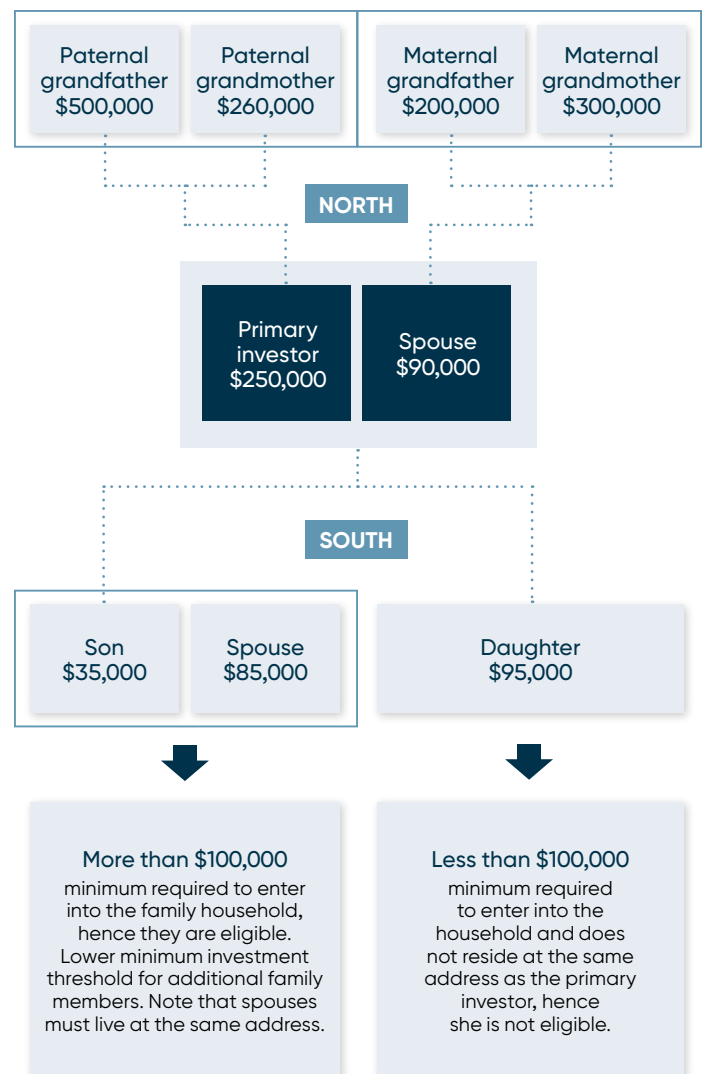 Paternal
grandfather
$500,000
Paternal
grandmother
$260,000
Maternal
grandfather
$200,000
Maternal
grandmother
$300,000
NORTH
Primary
investor
$250,000
Spouse
$90,000
SOUTH
Son
$35,000
Spouse
$85,000
Daughter
$95,000
More than $100,000
minimum required to enter
into the family household,
hence they are eligible.
Lower minimum investment
threshold for additional family
members. Note that spouses
must live at the same address.
Less than $100,000
minimum required
to enter into the
household and does
not reside at the same
address as the primary
investor, hence
she is not eligible.